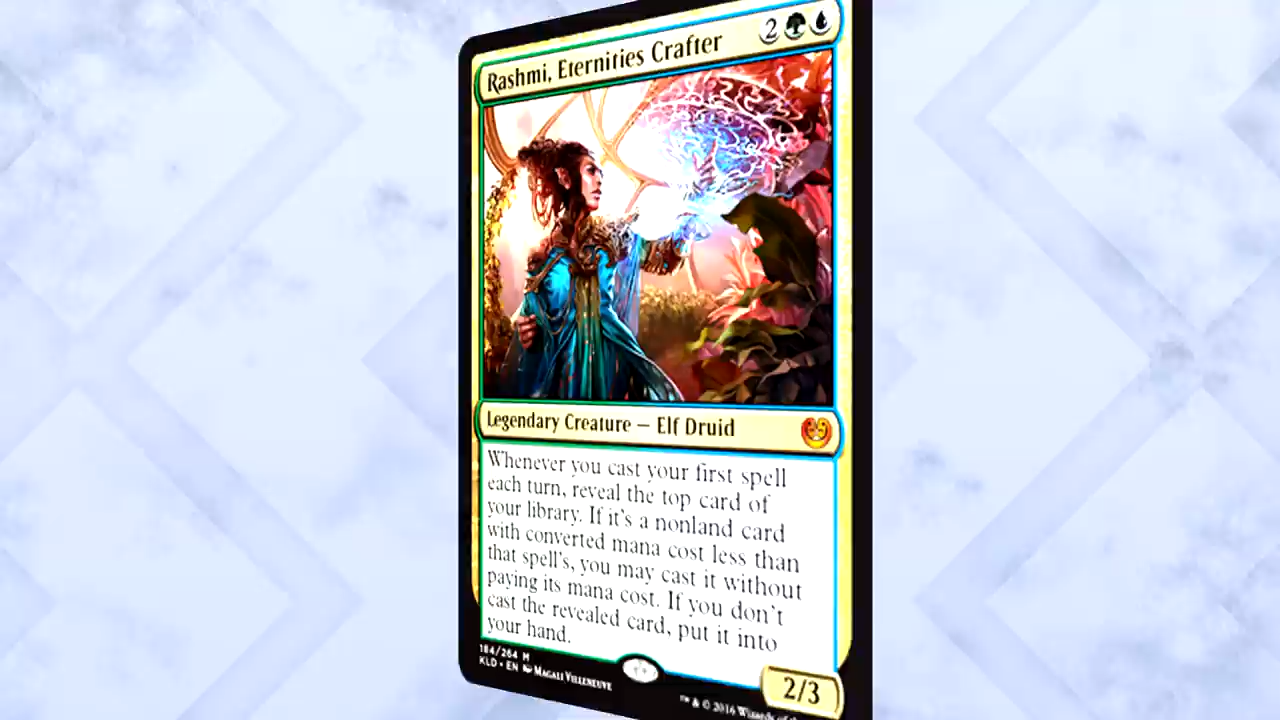 Rashmi, Eternities Crafter
2
Legendary Creature — Elf Druid
Whenever you cast your first spell
each turn, reveal the top card of
your library. If it's a nonland card
with converted mana cost less than
that spell's, you may cast it without
paying its mana cost. If you don't
cast the revealed card, put it into
your hand.
184/264 M
KLD • EN Magali Villeneuve
2/3
™ & © 2016 Wizards of